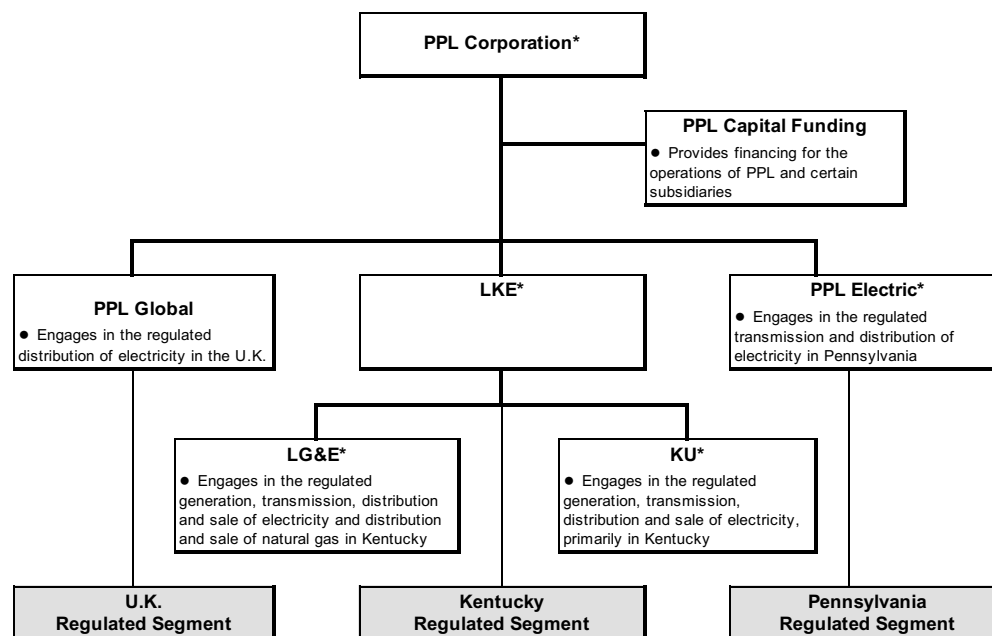 PPL Corporation*
PPL Capital Funding
● Provides financing for the
operations of PPL and certain
subsidiaries
PPL Global
● Engages in the regulated
distribution of electricity in the U.K.
LKE*
PPL Electric*
● Engages in the regulated
transmission and distribution of
electricity in Pennsylvania
LG&E*
● Engages in the regulated
generation, transmission, distribution
and sale of electricity and distribution
and sale of natural gas in Kentucky
KU*
● Engages in the regulated
generation, transmission,
distribution and sale of electricity,
primarily in Kentucky
U.K.
Regulated Segment
Kentucky
Regulated Segment
Pennsylvania
Regulated Segment